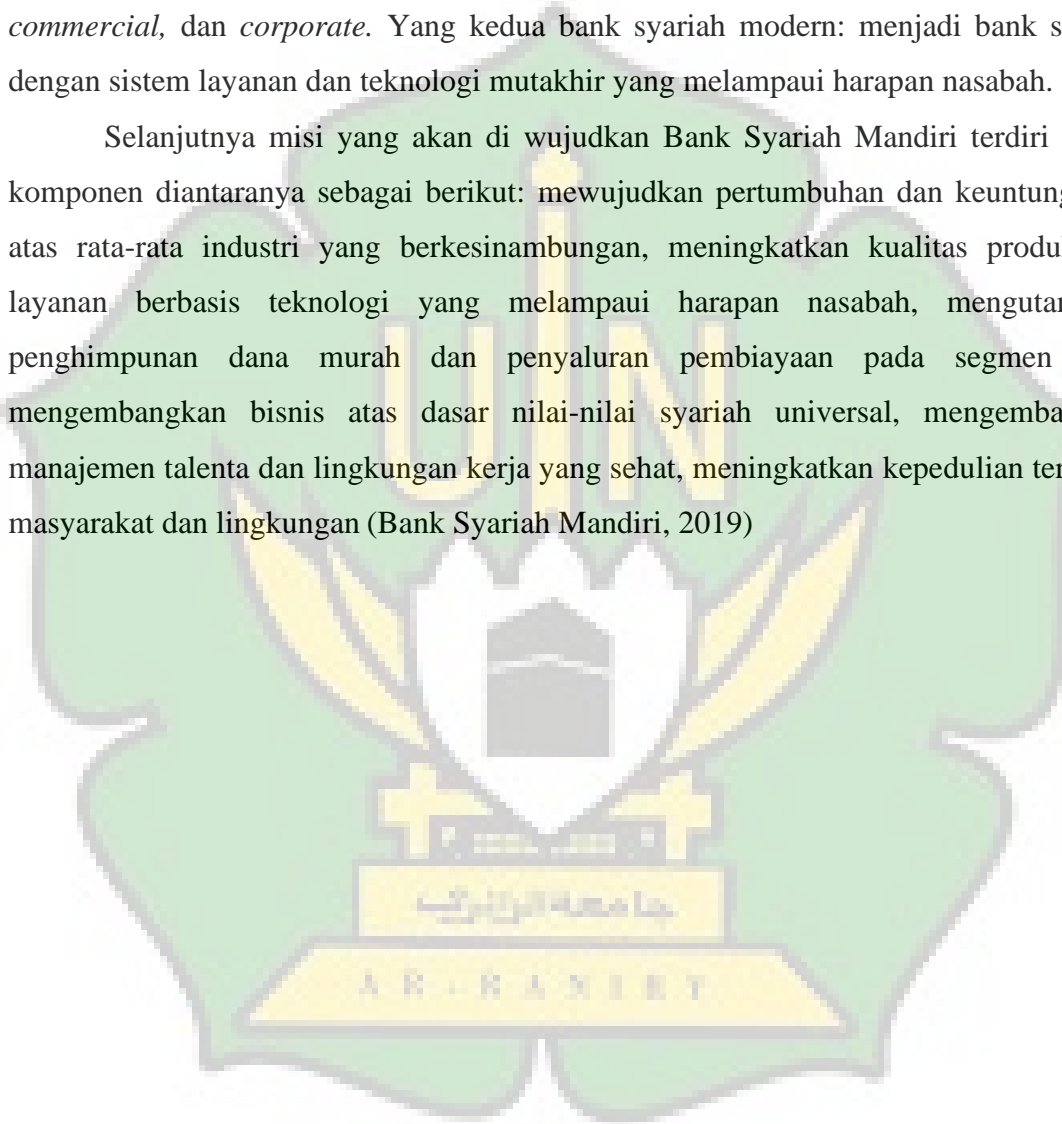 commercial, dan corporate. Yang kedua bank syariah modern: menjadi bank s
dengan sistem layanan dan teknologi mutakhir yang melampaui harapan nasabah.
Selanjutnya misi yang akan di wujudkan Bank Syariah Mandiri terdiri
komponen diantaranya sebagai berikut: mewujudkan pertumbuhan dan keuntung
atas rata-rata industri yang berkesinambungan, meningkatkan kualitas produ
layanan berbasis teknologi yang melampaui harapan nasabah, mengutar
penghimpunan dana murah dan penyaluran pembiayaan pada segmen
mengembangkan bisnis atas dasar nilai-nilai syariah universal, mengemba
manajemen talenta dan lingkungan kerja yang sehat, meningkatkan kepedulian ter
masyarakat dan lingkungan (Bank Syariah Mandiri, 2019)
UIN
جامعة الرانيري
AR-RANIRY